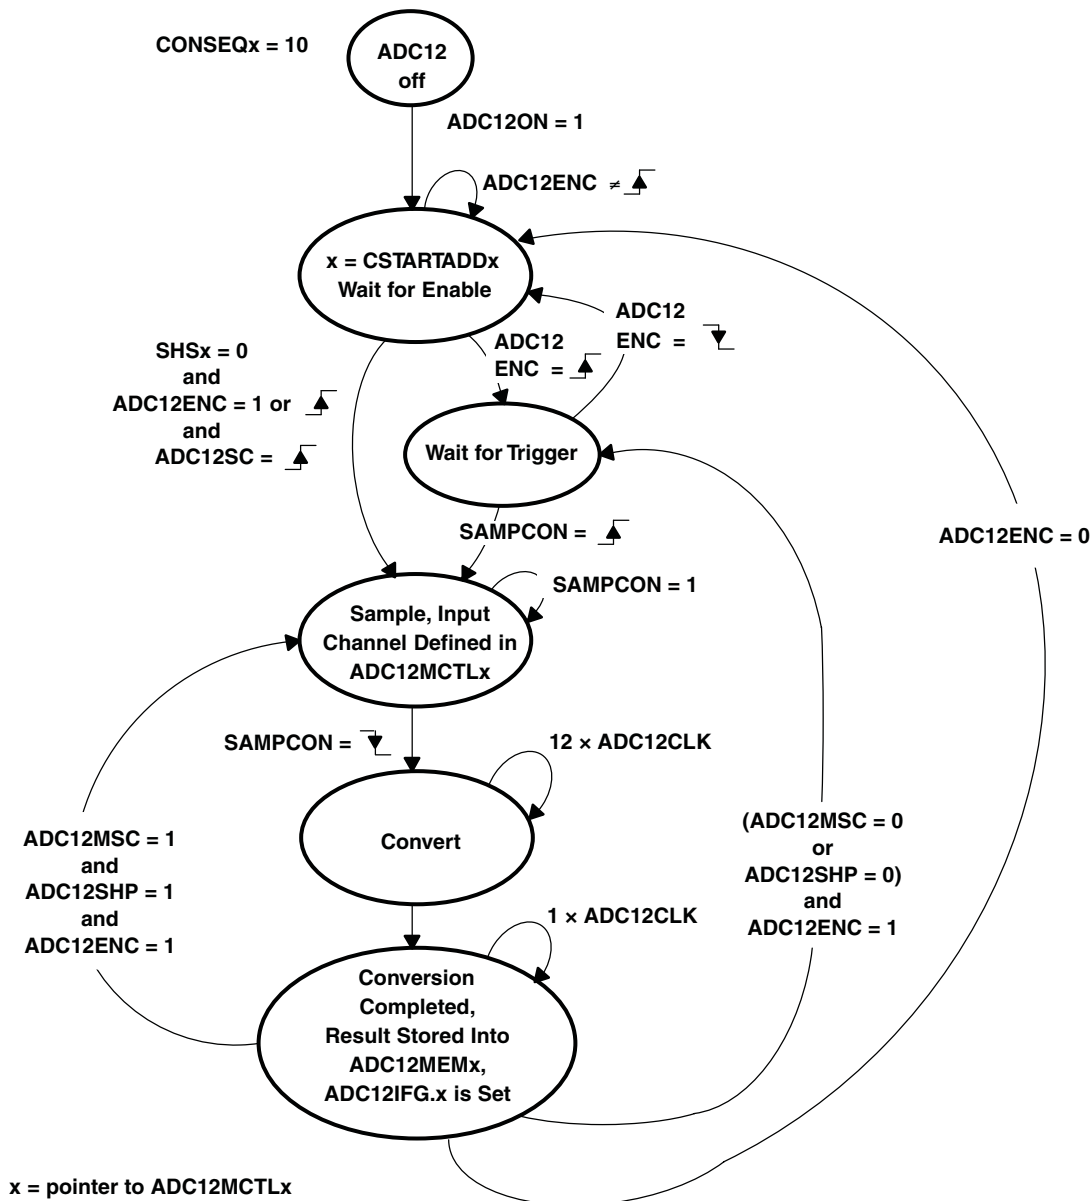 CONSEQx = 10
ADC12
off
ADC12ON = 1
ADC12ENC ≠
x = CSTARTADDx
Wait for Enable
ADC12
ENC =
ADC12
ENC =
SHSx = 0
and
ADC12ENC = 1 or
and
ADC12SC =
Wait for Trigger
SAMPCON =
ADC12ENC = 0
SAMPCON = 1
Sample, Input
Channel Defined in
ADC12MCTLx
SAMPCON =
12 × ADC12CLK
Convert
ADC12MSC = 1
and
ADC12SHP = 1
and
ADC12ENC = 1
(ADC12MSC = 0
or
ADC12SHP = 0)
and
ADC12ENC = 1
1 × ADC12CLK
Conversion
Completed,
Result Stored Into
ADC12MEMx,
ADC12IFG.x is Set
x = pointer to ADC12MCTLx